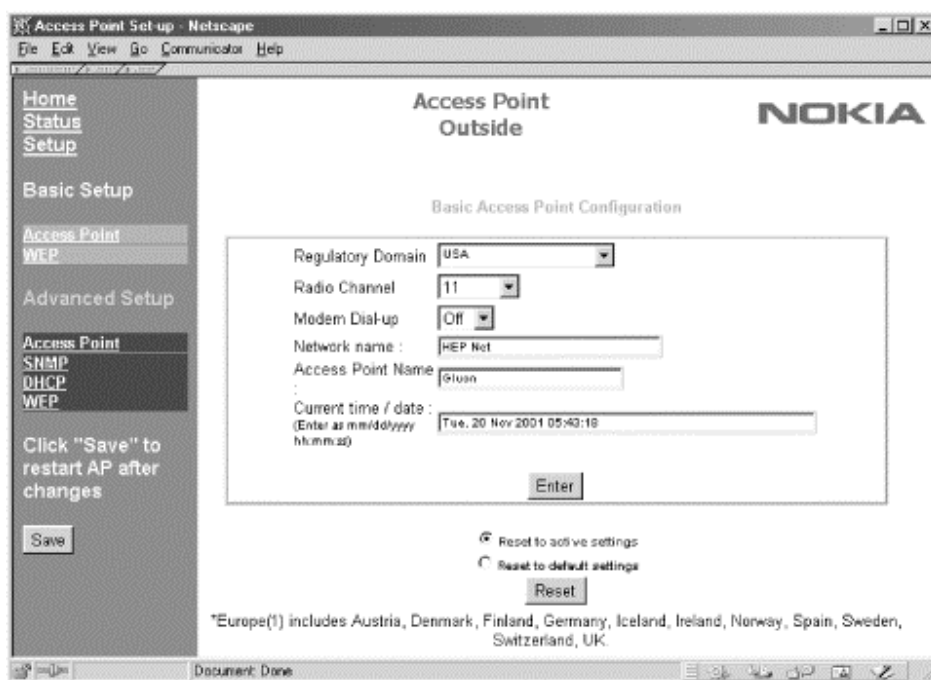 Access Point Set-up - Netscape
File Edit View Go Communicator Help
Home
Status
Setup
Basic Setup
Access Point
WEP
Advanced Setup
Access Point
SNMP
DHCP
WEP
Click "Save" to
restart AP after
changes
Save
Access Point
Outside
NOKIA
Basic Access Point Configuration
Regulatory Domain USA
Radio Channel 11
Modem Dial-up Off
Network name : HEP Net
Access Point Name : Gluon
Current time / date : Tue, 20 Nov 2001 05:43:18
(Enter as mm/dd/yyyy
hh:mm:ss)
Enter
Reset to active settings
Reset to default settings
Reset
*Europe(1) includes Austria, Denmark, Finland, Germany, Iceland, Ireland, Norway, Spain, Sweden,
Switzerland, UK.
Document: Done